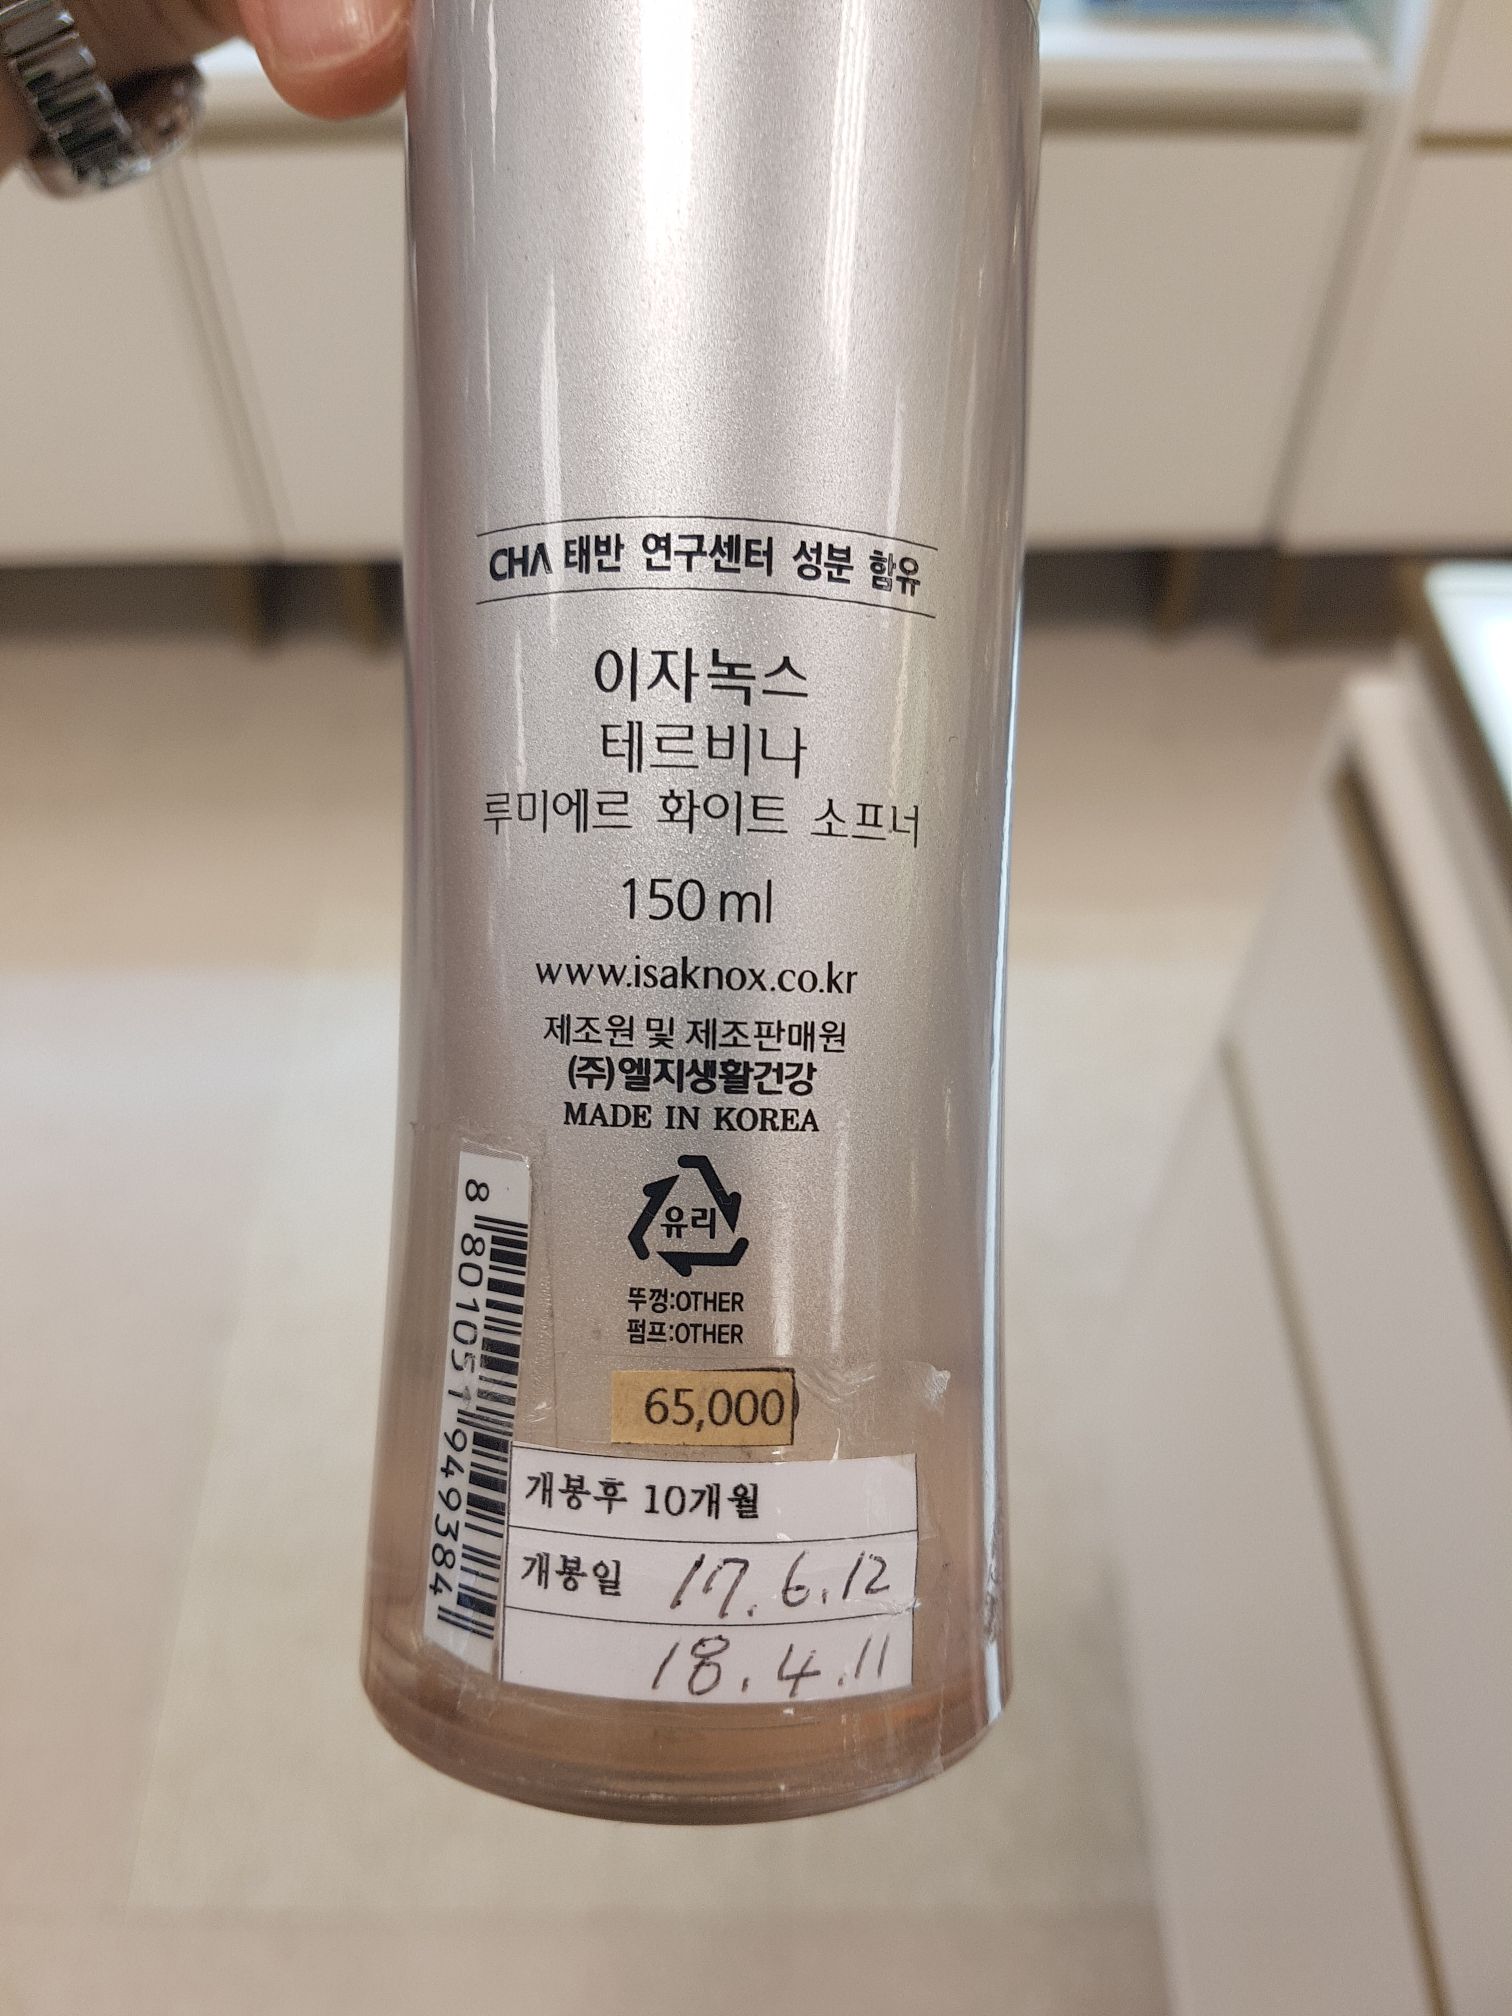 CHA 태반 연구센터 성분 함유
이자녹스
테르비나
루미에르 화이트 소프너
150 ml
www.isaknox.co.kr
제조원 및 제조판매원
(주)엘지생활건강
MADE IN KOREA
유리
뚜껑:OTHER
펌프:OTHER
65,000
8 801051 949384
개봉후 10개월
개봉일 17.6.12
18.4.11